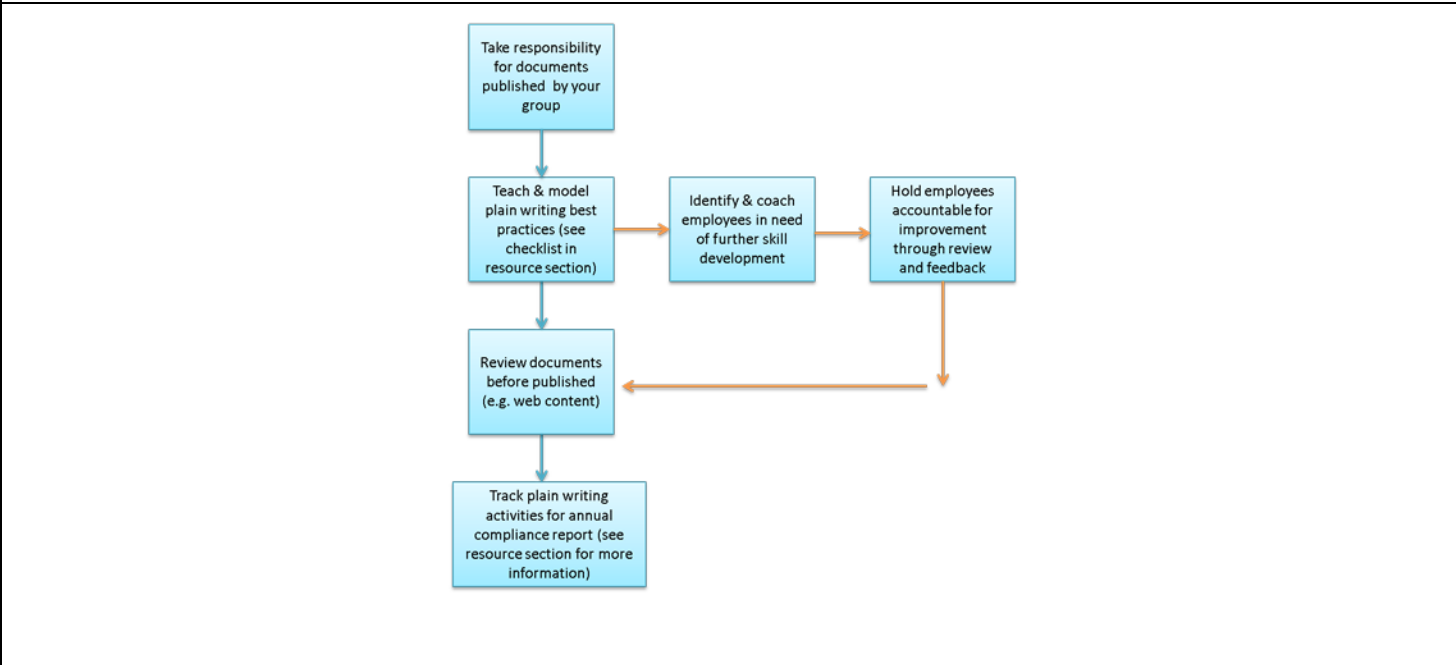 Take responsibility
for documents
published by your
group
Teach & model
plain writing best
practices (see
checklist in
resource section)
Identify & coach
employees in need
of further skill
development
Hold employees
accountable for
improvement
through review
and feedback
Review documents
before published
(e.g. web content)
Track plain writing
activities for annual
compliance report (see
resource section for more
information)